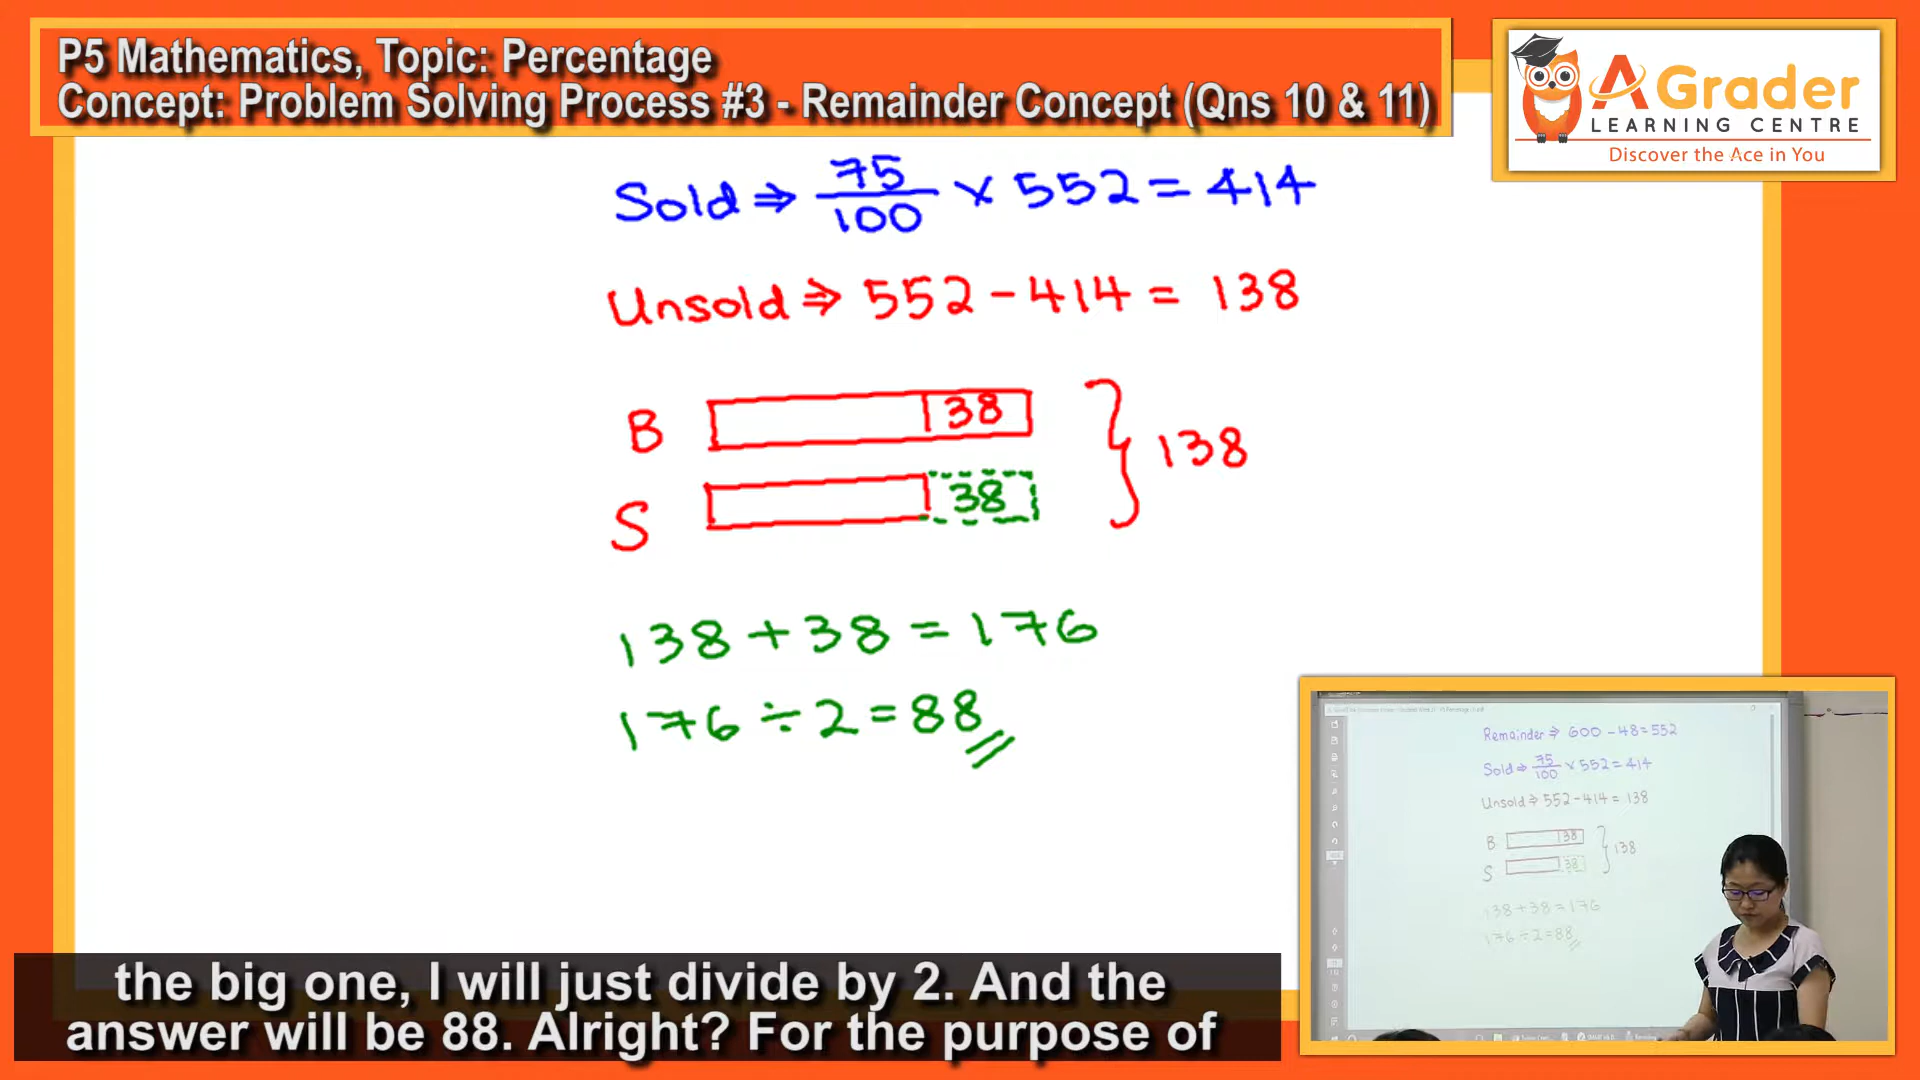 P5 Mathematics, Topic: Percentage
Concept: Problem Solving Process #3 - Remainder Concept (Qns 10 & 11)
A Grader
LEARNING CENTRE
Discover the Ace in You
Sold ⇒ 75/100 × 552 = 414
Unsold ⇒ 552 - 414 = 138
B 38
S 38
138
138 + 38 = 176
176 ÷ 2 = 88
Remainder ⇒ 600 - 48 = 552
Sold ⇒ 75/100 × 552 = 414
Unsold ⇒ 552 - 414 = 138
B 38
S 38
138
138 + 38 = 176
176 ÷ 2 = 88
the big one, I will just divide by 2. And the
answer will be 88. Alright? For the purpose of